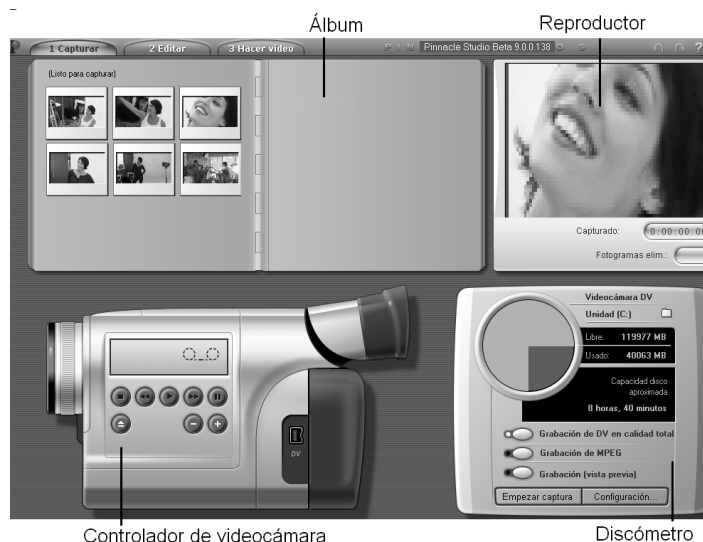 Álbum
Reproductor
1 Capturar
2 Editar
3 Hacer vídeo
P I N
Pinnacle Studio Beta 9.0.0.138
?
(Listo para capturar)
Capturado:
0:00:00.00
Fotogramas elim.:
Videocámara DV
Unidad (C:)
Libre: 119977 MB
Usado: 40063 MB
Capacidad disco
aproximada
8 horas, 40 minutos
DV
Grabación de DV en calidad total
Grabación de MPEG
Grabación (vista previa)
Empezar captura
Configuración...
Controlador de videocámara
Discómetro